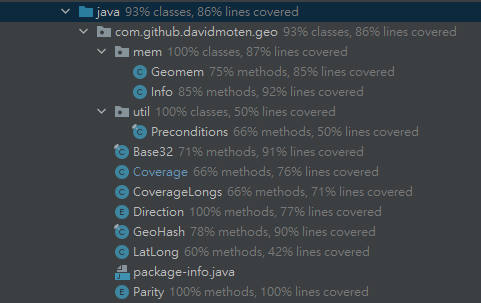 java 93% classes, 86% lines covered
com.github.davidmoten.geo 93% classes, 86% lines covered
mem 100% classes, 87% lines covered
Geomem 75% methods, 85% lines covered
Info 85% methods, 92% lines covered
util 100% classes, 50% lines covered
Preconditions 66% methods, 50% lines covered
Base32 71% methods, 91% lines covered
Coverage 66% methods, 76% lines covered
CoverageLongs 66% methods, 71% lines covered
Direction 100% methods, 77% lines covered
GeoHash 78% methods, 90% lines covered
LatLong 60% methods, 42% lines covered
package-info.java
Parity 100% methods, 100% lines covered